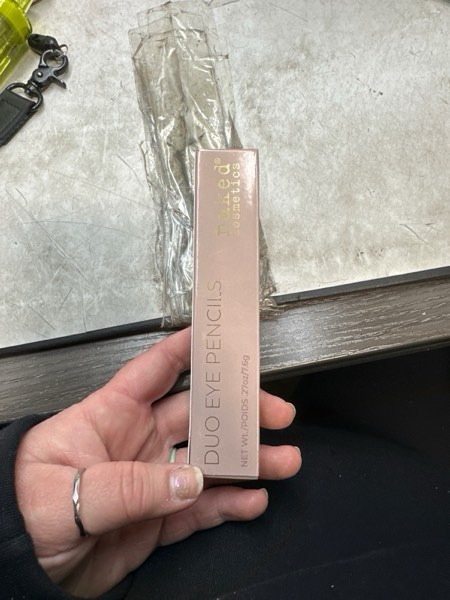 naked®
cosmetics
DUO EYE PENCILS
NET Wt./POIDS .27oz/7.6g